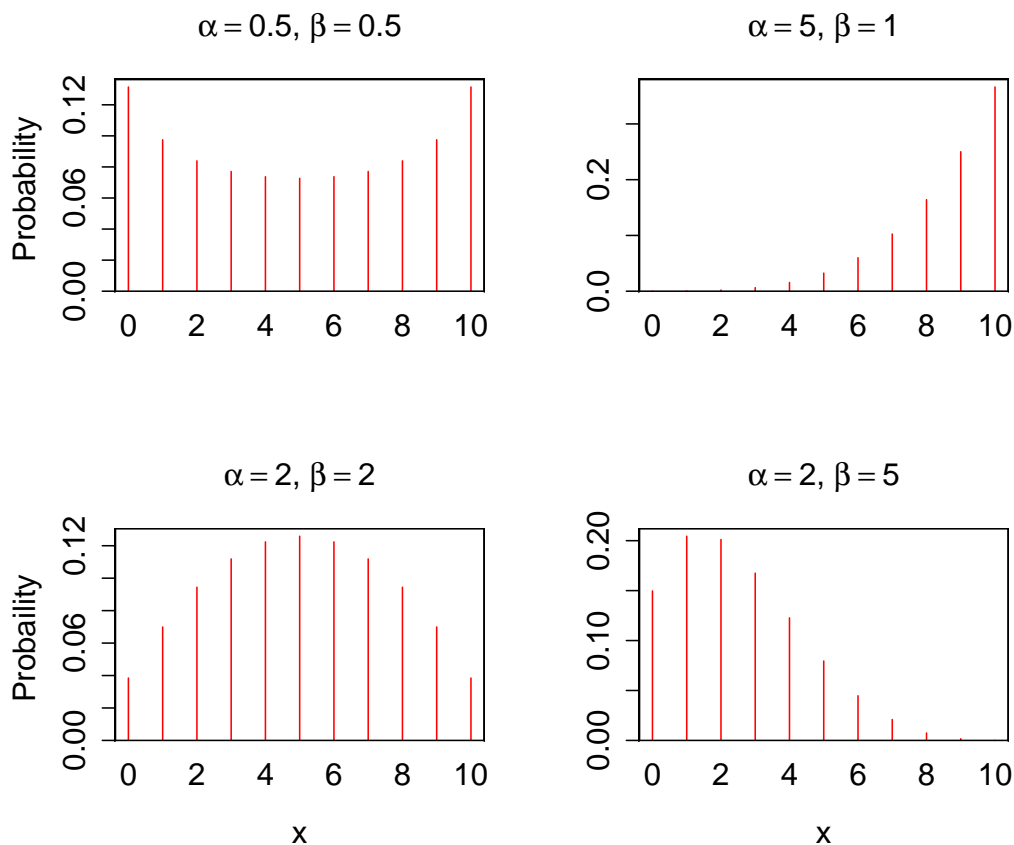 α = 0.5, β = 0.5
Probability
0.00 0.06 0.12
0 2 4 6 8 10
α = 5, β = 1
0.0 0.2
0 2 4 6 8 10
α = 2, β = 2
Probaility
0.00 0.06 0.12
0 2 4 6 8 10
x
α = 2, β = 5
0.00 0.10 0.20
0 2 4 6 8 10
x